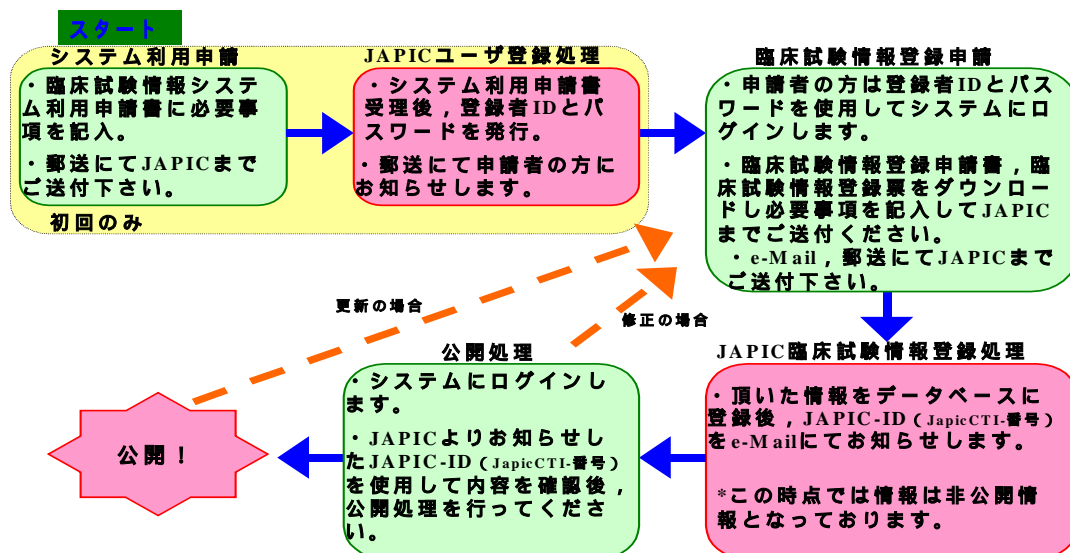 スタート
システム利用申請
・臨床試験情報システ
ム利用申請書に必要事
項を記入。
・郵送にてJAPICまで
ご送付下さい。
初回のみ
JAPICユーザ登録処理
・システム利用申請書
受理後，登録者IDとパ
スワードを発行。
・郵送にて申請者の方に
お知らせします。
臨床試験情報登録申請
・申請者の方は登録者IDとパス
ワードを使用してシステムにロ
グインします。
・臨床試験情報登録申請書，臨
床試験情報登録票をダウンロー
ドし必要事項を記入してJAPIC
までご送付ください。
・e-Mail，郵送にてJAPICまで
ご送付下さい。
更新の場合
修正の場合
JAPIC臨床試験情報登録処理
・頂いた情報をデータベースに
登録後，JAPIC-ID（JapicCTI-番号）
をe-Mailにてお知らせします。
*この時点では情報は非公開情
報となっております。
公開処理
・システムにログインし
ます。
・JAPICよりお知らせし
たJAPIC-ID（JapicCTI-番号）
を使用して内容を確認後，
公開処理を行ってくださ
い。
公開！